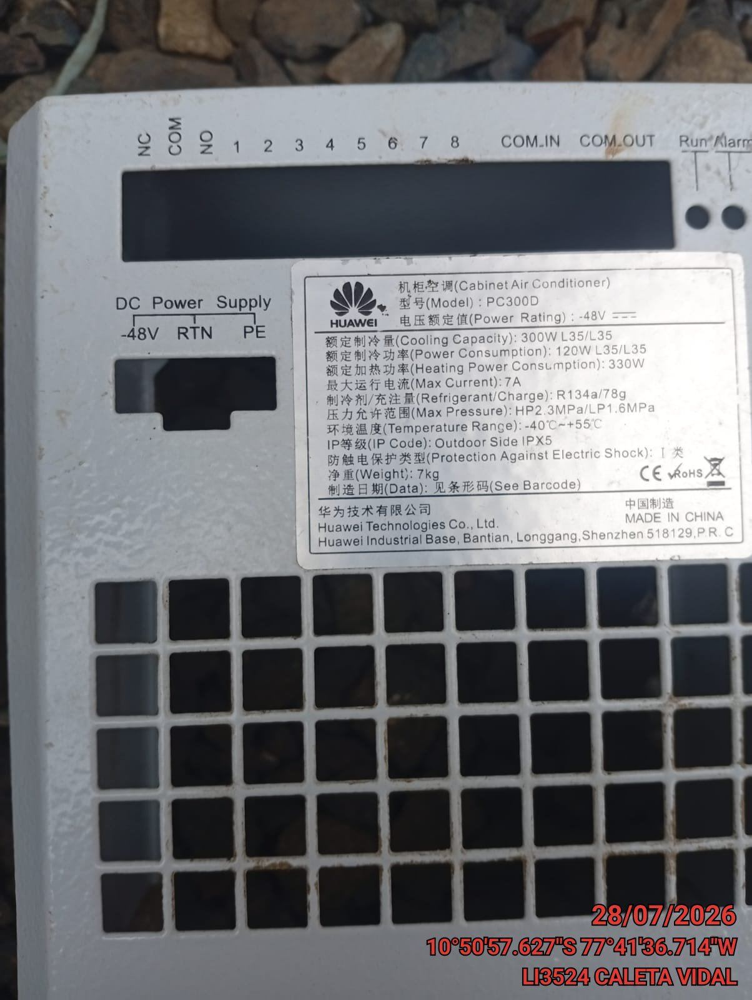 NC COM NO 1 2 3 4 5 6 7 8 COM_IN COM_OUT Run Alarm
DC Power Supply
-48V RTN PE
HUAWEI
机柜空调(Cabinet Air Conditioner)
型号(Model) : PC300D
电压额定值(Power Rating) : -48V ⎓
额定制冷量(Cooling Capacity): 300W L35/L35
额定制冷功率(Power Consumption): 120W L35/L35
额定加热功率(Heating Power Consumption): 330W
最大运行电流(Max Current): 7A
制冷剂/充注量(Refrigerant/Charge): R134a/78g
压力允许范围(Max Pressure): HP2.3MPa/LP1.6MPa
环境温度(Temperature Range): -40℃~+55℃
IP等级(IP Code): Outdoor Side IPX5
防触电保护类型(Protection Against Electric Shock): I 类
净重(Weight): 7kg
CE RoHS
制造日期(Data): 见条形码(See Barcode)
华为技术有限公司
Huawei Technologies Co., Ltd.
Huawei Industrial Base, Bantian, Longgang, Shenzhen 518129, P. R. C
中国制造
MADE IN CHINA
28/07/2026
10°50'57.627"S 77°41'36.714"W
LI3524 CALETA VIDAL